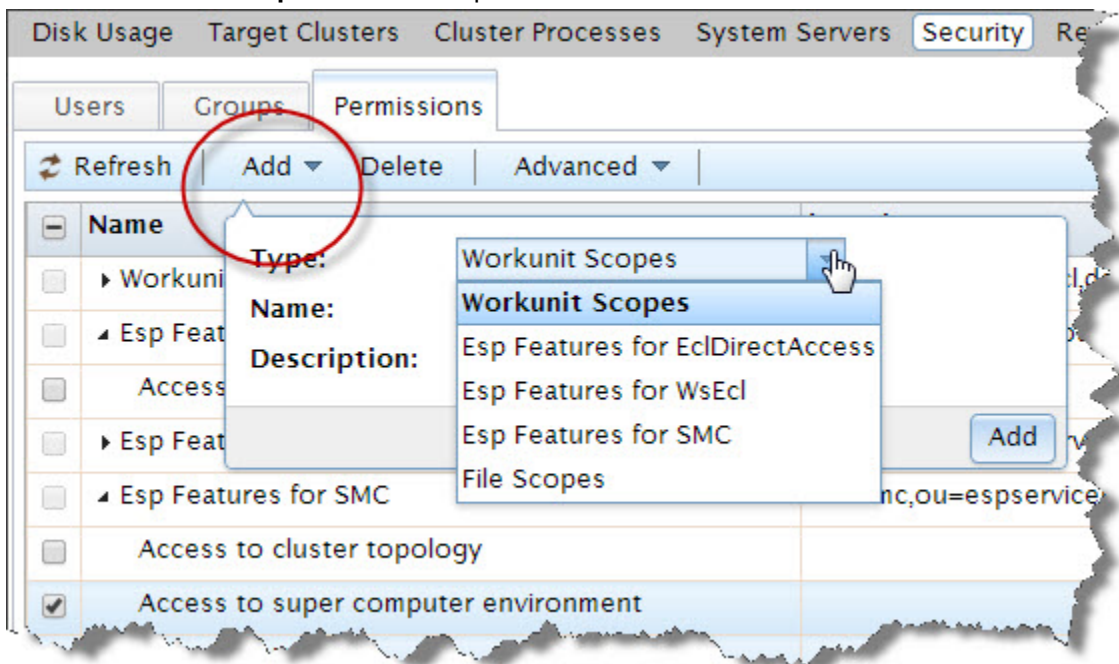 Disk Usage Target Clusters Cluster Processes System Servers Security
Users Groups Permissions
Refresh Add Delete Advanced
Name
Type: Workunit Scopes
Workunit Scopes
Name:
Esp Features for EclDirectAccess
Description:
Esp Features for WsEcl
Access
Esp Features for SMC
Add
File Scopes
Esp Features for SMC
Access to cluster topology
Access to super computer environment